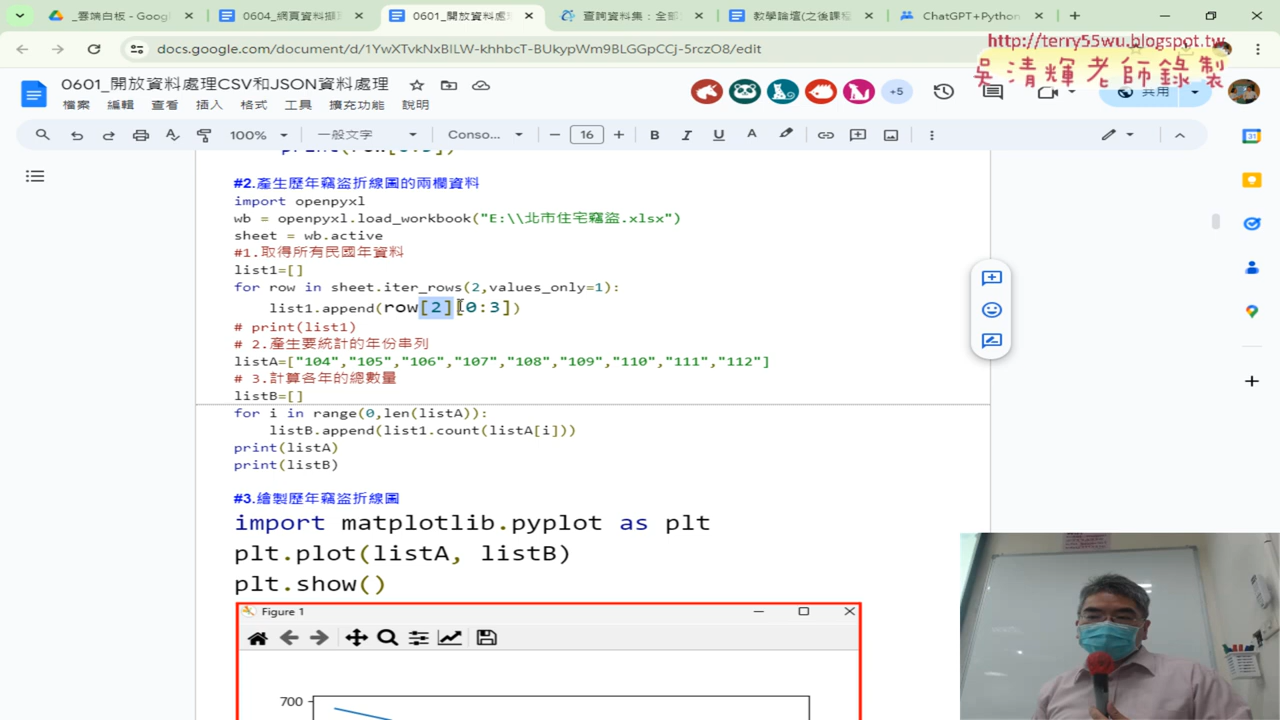 _雲端白板 - Goog
0604_網頁資料擷
0601_開放資料處
查詢資料集：全部
教學論壇(之後課程
ChatGPT+Python
docs.google.com/document/d/1YwXTvkNxBILW-khhbcT-BUkypWm9BLGGpCCj-5rczO8/edit
http://terry55wu.blogspot.tw
吳清輝老師錄製
0601_開放資料處理CSV和JSON資料處理
檔案 編輯 查看 插入 格式 工具 擴充功能 說明
+5
共用
100% 一般文字 Conso... 16 B I U A
31
#2.產生歷年竊盜折線圖的兩欄資料
import openpyxl
wb = openpyxl.load_workbook("E:\\北市住宅竊盜.xlsx")
sheet = wb.active
#1.取得所有民國年資料
list1=[]
for row in sheet.iter_rows(2,values_only=1):
list1.append(row[2][0:3])
# print(list1)
# 2.產生要統計的年份串列
listA=["104","105","106","107","108","109","110","111","112"]
# 3.計算各年的總數量
listB=[]
for i in range(0,len(listA)):
listB.append(list1.count(listA[i]))
print(listA)
print(listB)
#3.繪製歷年竊盜折線圖
import matplotlib.pyplot as plt
plt.plot(listA, listB)
plt.show()
Figure 1
700